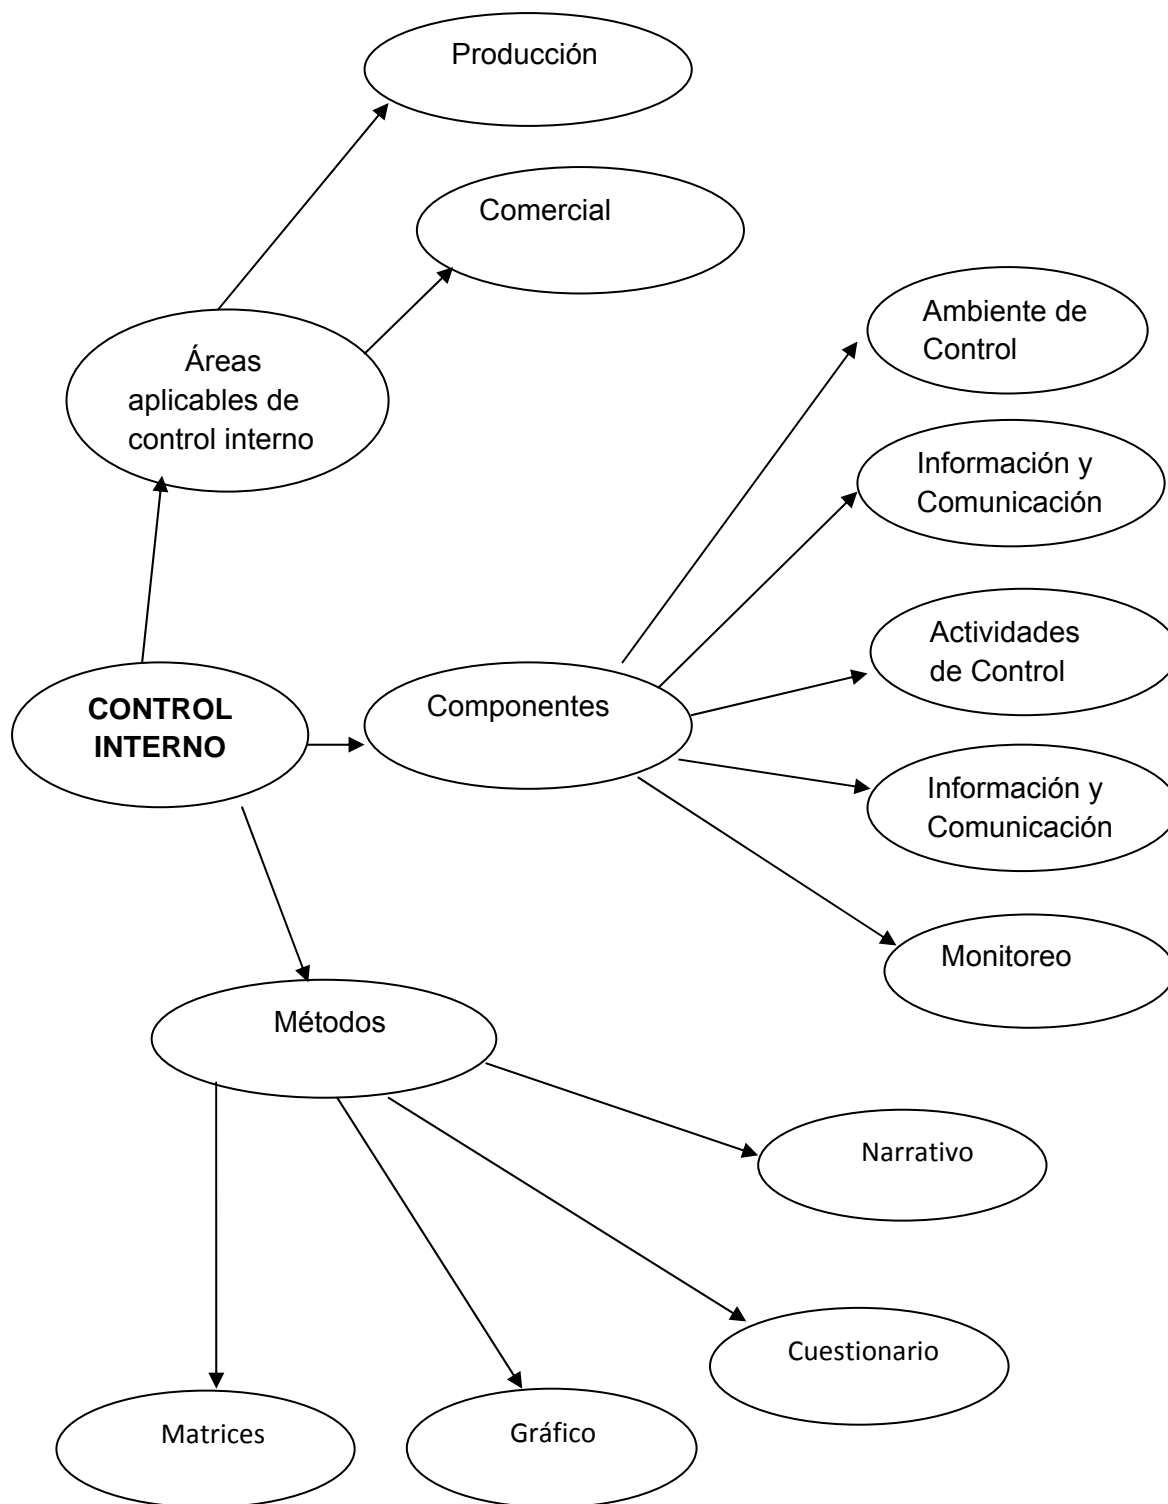 Producción
Comercial
Áreas
aplicables de
control interno
Ambiente de
Control
Información y
Comunicación
Actividades
de Control
CONTROL
INTERNO
Componentes
Información y
Comunicación
Monitoreo
Métodos
Narrativo
Cuestionario
Matrices
Gráfico